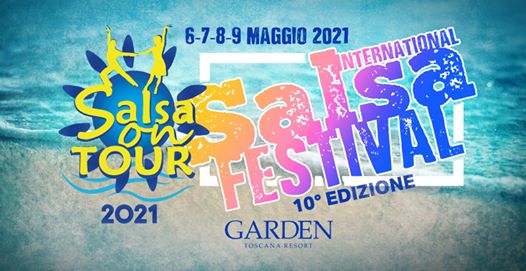 6-7-8-9 MAGGIO 2021
Salsa
on
TOUR
2021
INTERNATIONAL
Salsa
FESTIVAL
10° EDIZIONE
GARDEN
TOSCANA RESORT